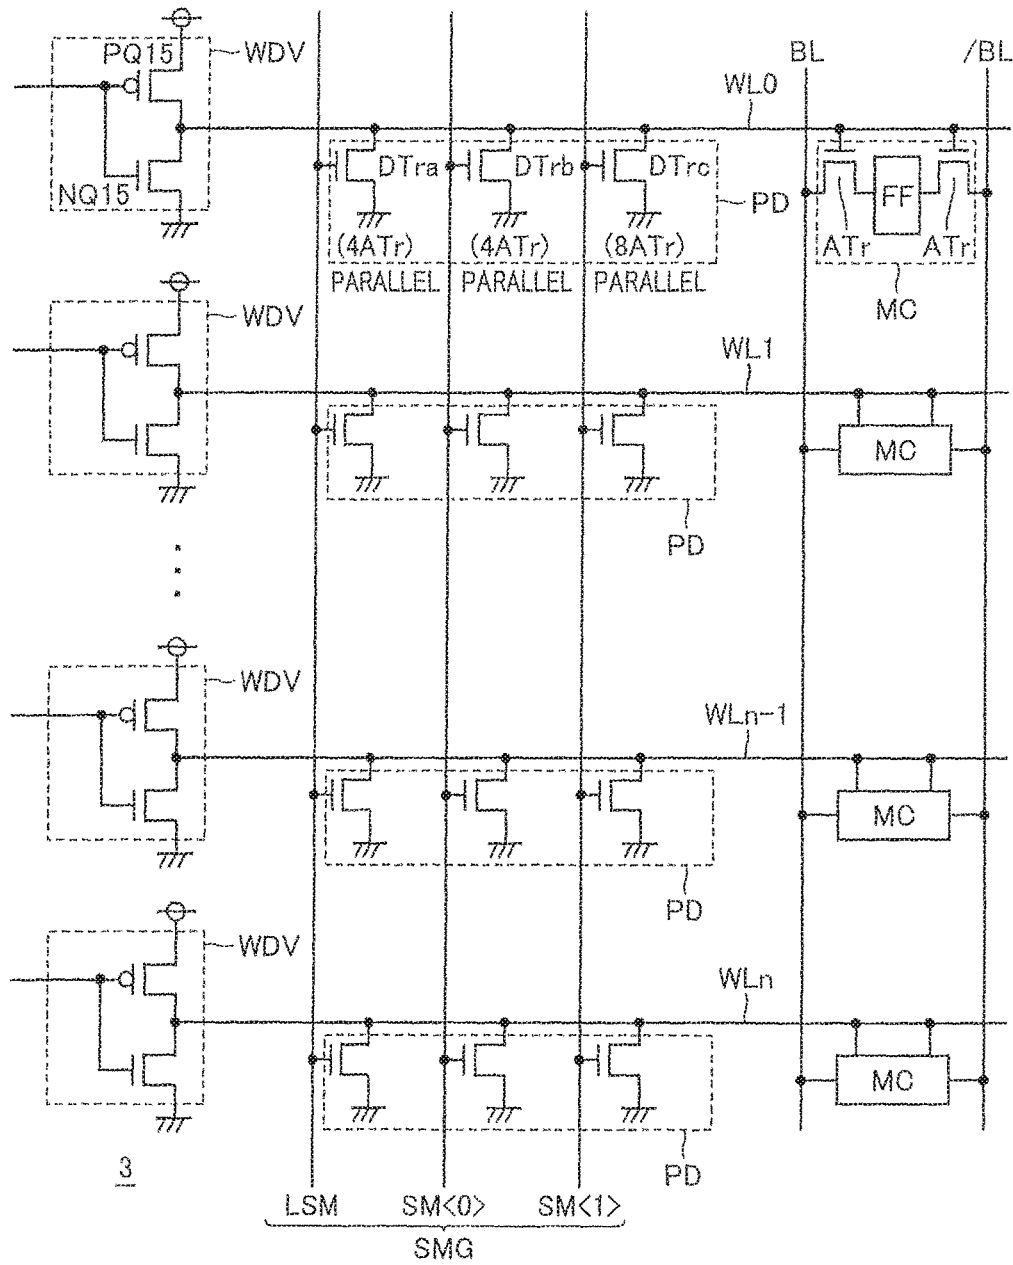 PQ15
WDV
BL
/BL
WL0
DTra
DTrb
DTrc
NQ15
PD
FF
(4ATr)
(4ATr)
(8ATr)
ATr
ATr
PARALLEL
PARALLEL
PARALLEL
MC
WDV
WL1
MC
PD
WDV
WLn-1
MC
PD
WDV
WLn
MC
PD
3
LSM
SM<0>
SM<1>
SMG